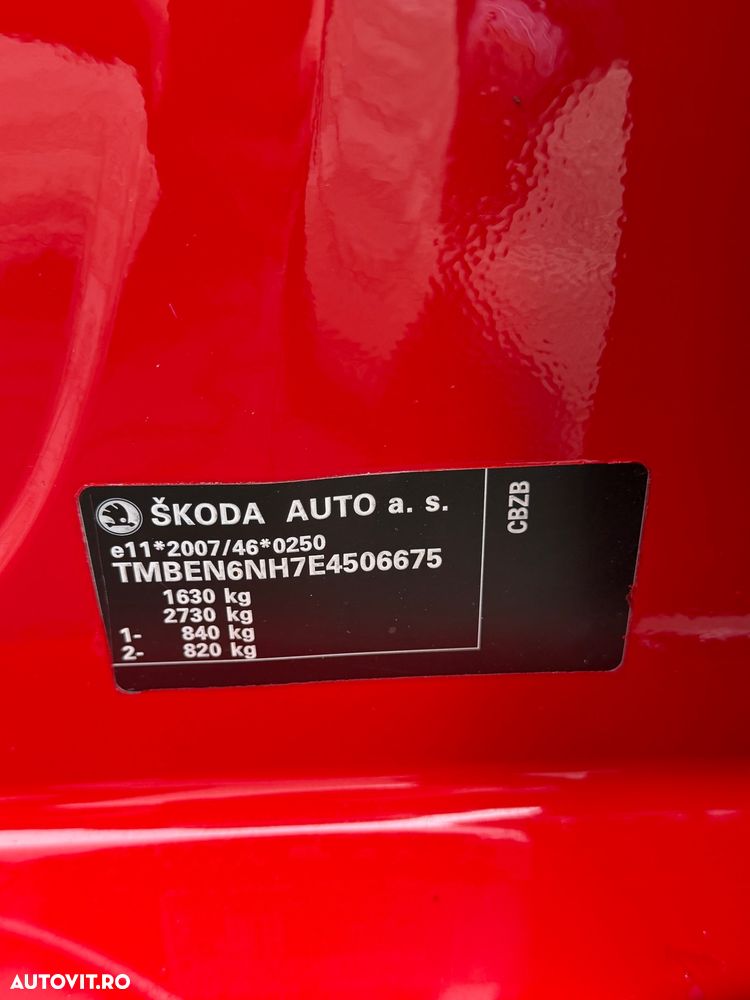 ŠKODA AUTO a. s.
e11*2007/46*0250
TMBEN6NH7E4506675
1630 kg
2730 kg
1- 840 kg
2- 820 kg
CBZB
AUTOVIT.RO